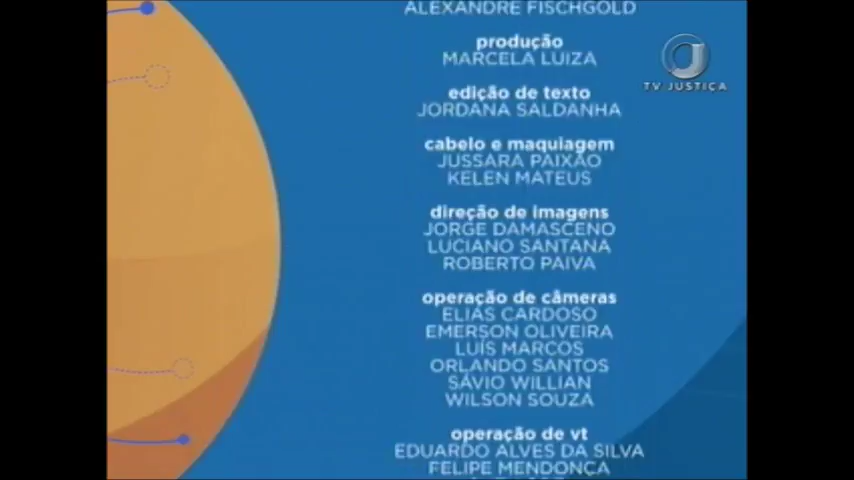 ALEXANDRE FISCHGOLD
produção
MARCELA LUIZA
TV JUSTIÇA
edição de texto
JORDANA SALDANHA
cabelo e maquiagem
JUSSARA PAIXÃO
KELEN MATEUS
direção de imagens
JORGE DAMASCENO
LUCIANO SANTANA
ROBERTO PAIVA
operação de câmeras
ELIAS CARDOSO
EMERSON OLIVEIRA
LUÍS MARCOS
ORLANDO SANTOS
SÁVIO WILLIAN
WILSON SOUZA
operação de vt
EDUARDO ALVES DA SILVA
FELIPE MENDONÇA